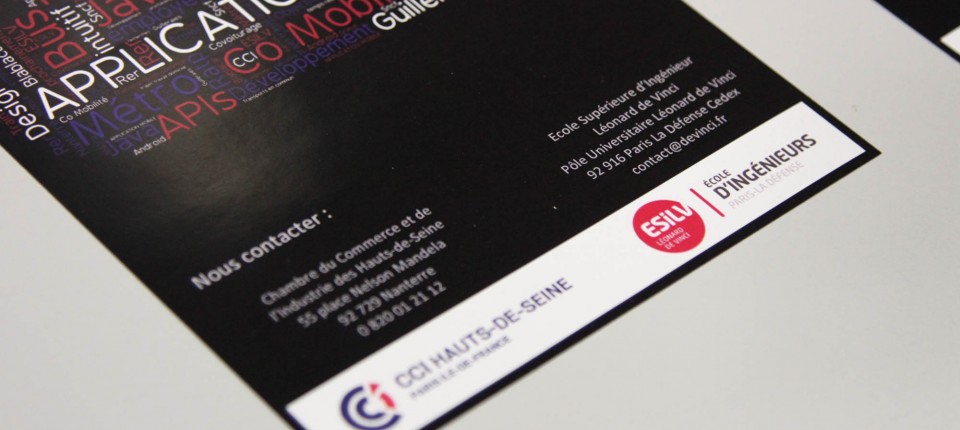 Design
Blablacar
BUS
intuitif
Snct
APPLICATIO
Co Mobilité
Rer
CCI
Covoiturage
Co Mobi
Guille
Métro
Java
APIs
Développement
Android
Ecole Supérieure d'Ingénieur
Léonard de Vinci
Pôle Universitaire Léonard de Vinci
92 916 Paris La Défense Cedex
contact@devinci.fr
Nous contacter :
Chambre du Commerce et de
l'industrie des Hauts-de-Seine
55 place Nelson Mandela
92 729 Nanterre
0 820 01 21 12
ESILV
LÉONARD
DE VINCI
ÉCOLE
D'INGÉNIEURS
PARIS-LA DÉFENSE
CCI HAUTS-DE-SEINE
PARIS ILE-DE-FRANCE